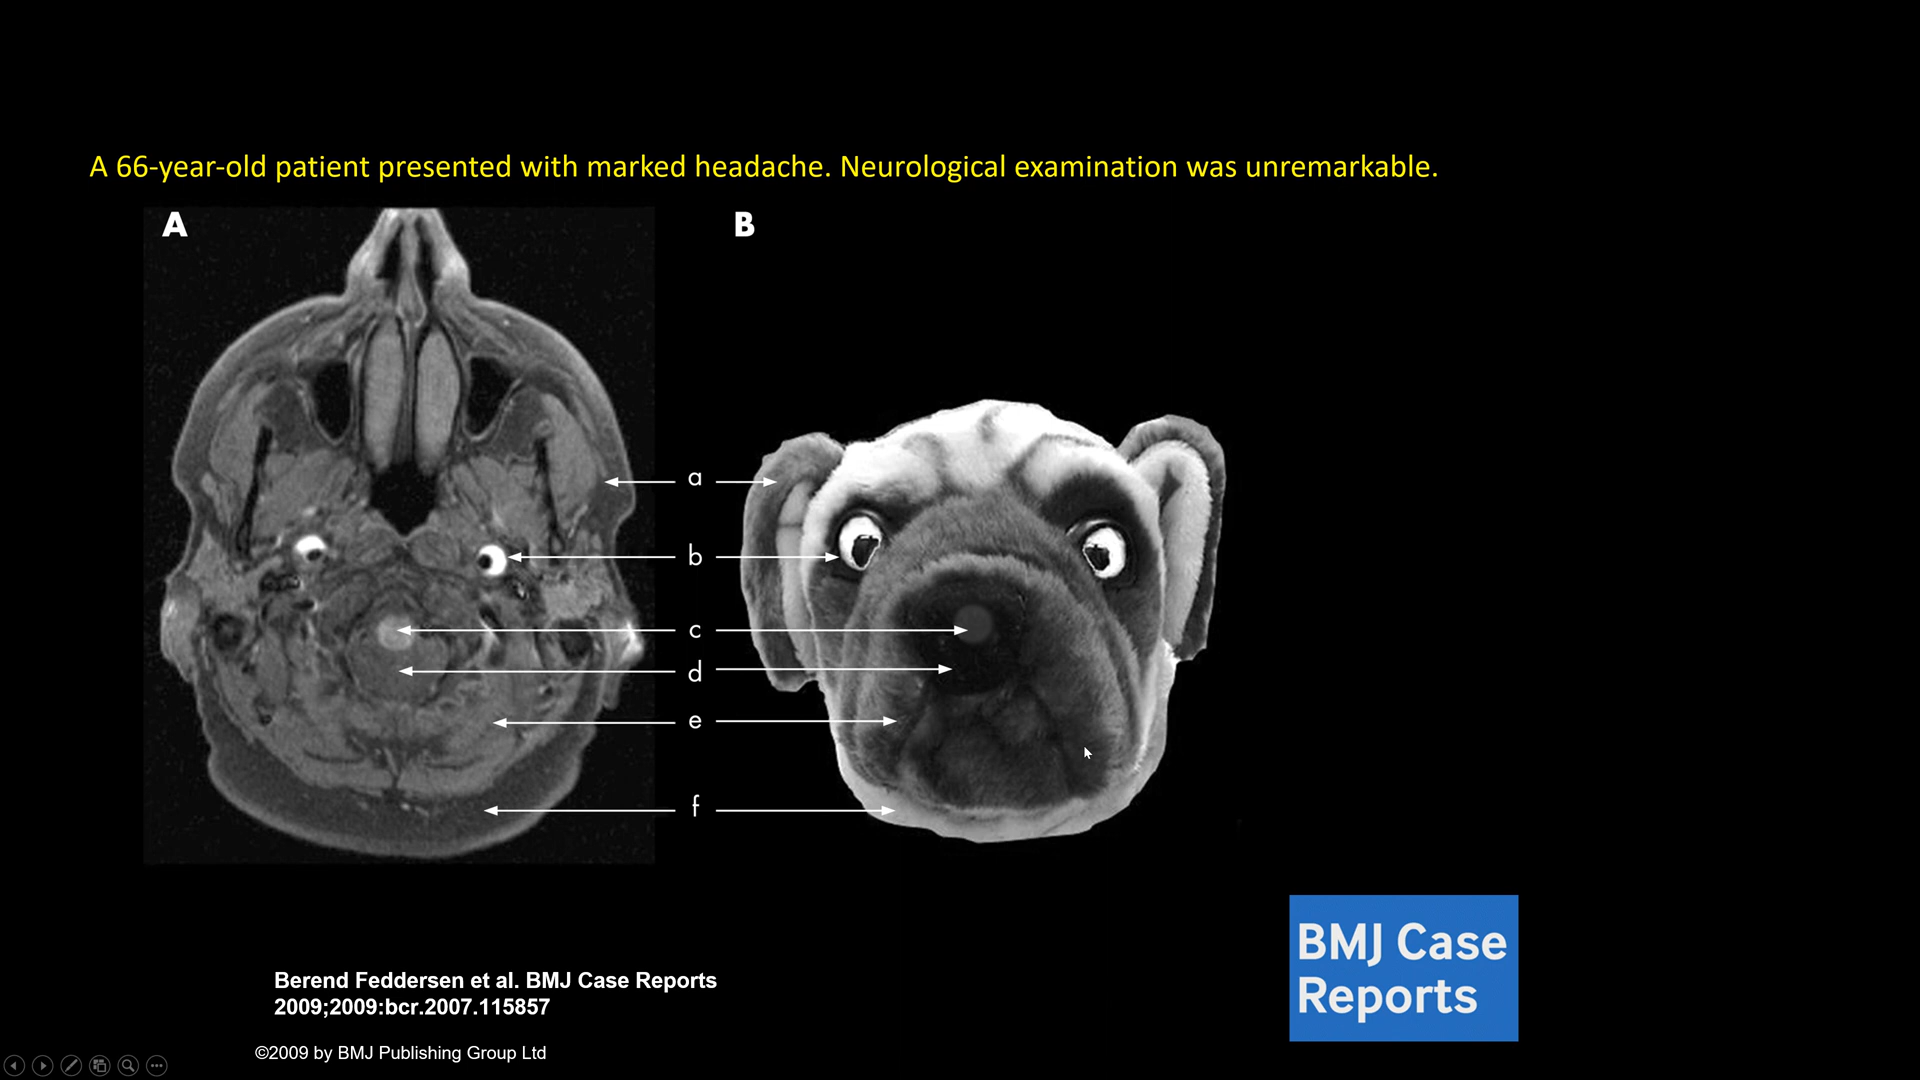 A 66-year-old patient presented with marked headache. Neurological examination was unremarkable.
A
B
a
b
c
d
e
f
BMJ Case
Reports
Berend Feddersen et al. BMJ Case Reports
2009;2009:bcr.2007.115857
©2009 by BMJ Publishing Group Ltd